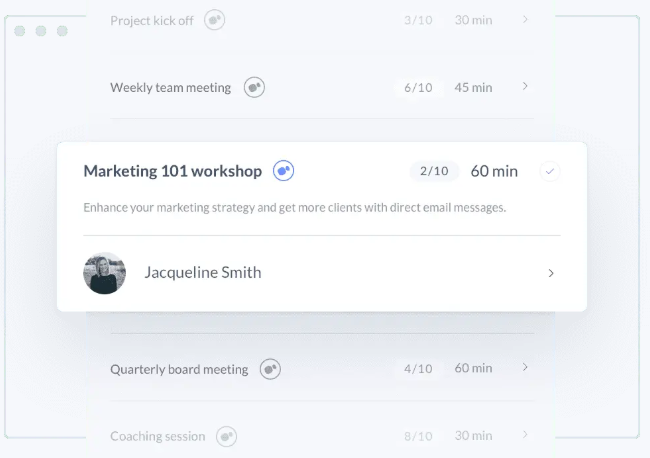 Project kick off 3/10 30 min
Weekly team meeting 6/10 45 min
Marketing 101 workshop 2/10 60 min
Enhance your marketing strategy and get more clients with direct email messages.
Jacqueline Smith
Quarterly board meeting 4/10 60 min
Coaching session 8/10 30 min